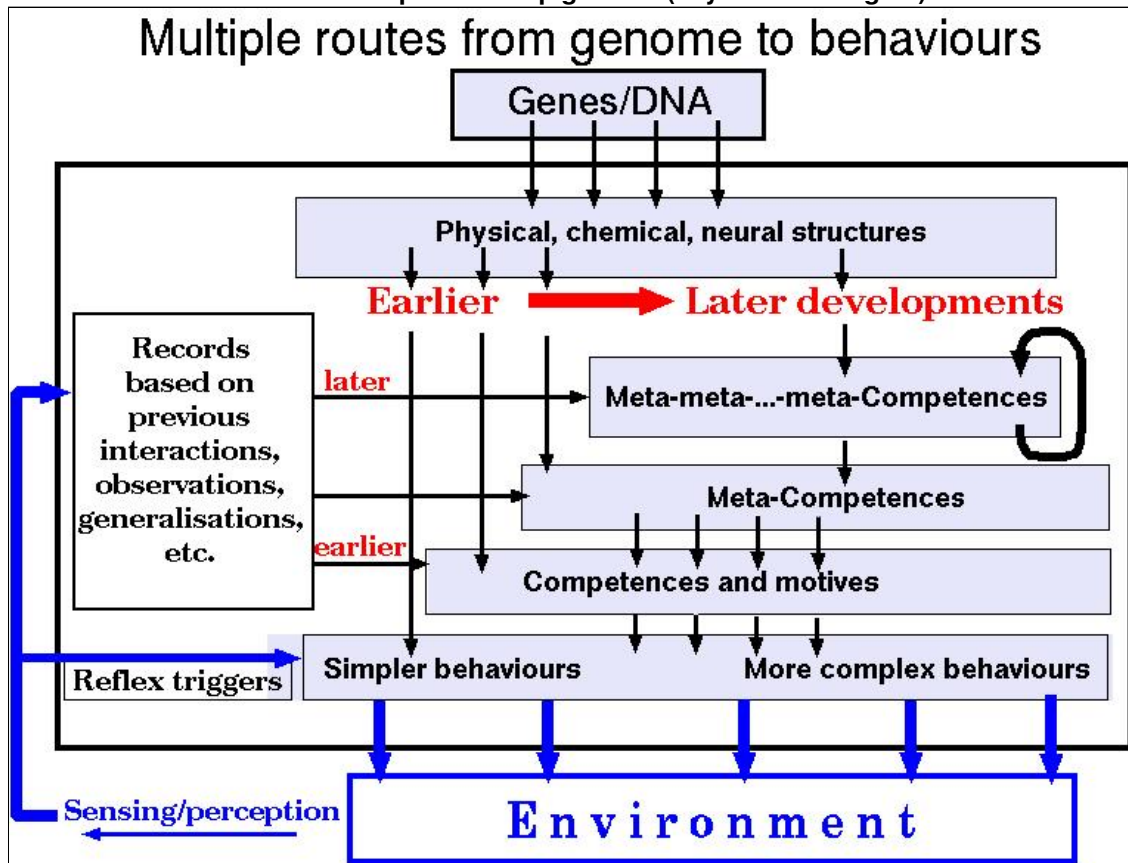 Multiple routes from genome to behaviours
Genes/DNA
Physical, chemical, neural structures
Earlier
Later developments
Records
based on
previous
interactions,
observations,
generalisations,
etc.
later
Meta-meta-...-meta-Competences
Meta-Competences
earlier
Competences and motives
Reflex triggers
Simpler behaviours
More complex behaviours
Sensing/perception
Environment